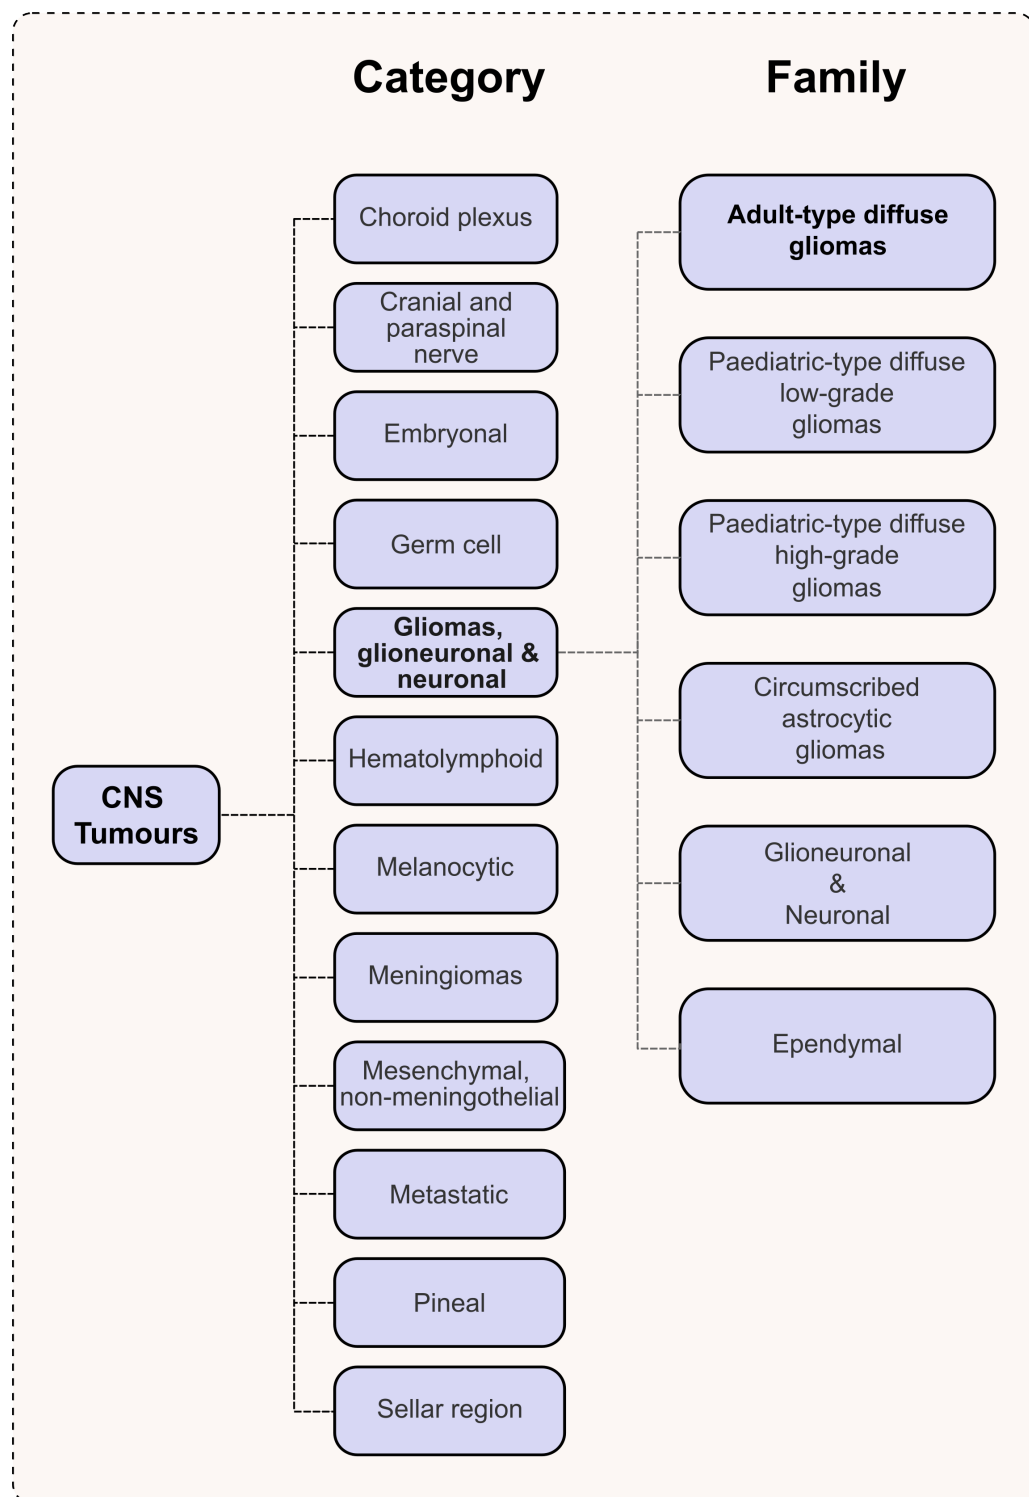 Category
Family
CNS
Tumours
Choroid plexus
Cranial and
paraspinal
nerve
Embryonal
Germ cell
Gliomas,
glioneuronal &
neuronal
Hematolymphoid
Melanocytic
Meningiomas
Mesenchymal,
non-meningothelial
Metastatic
Pineal
Sellar region
Adult-type diffuse
gliomas
Paediatric-type diffuse
low-grade
gliomas
Paediatric-type diffuse
high-grade
gliomas
Circumscribed
astrocytic
gliomas
Glioneuronal
&
Neuronal
Ependymal